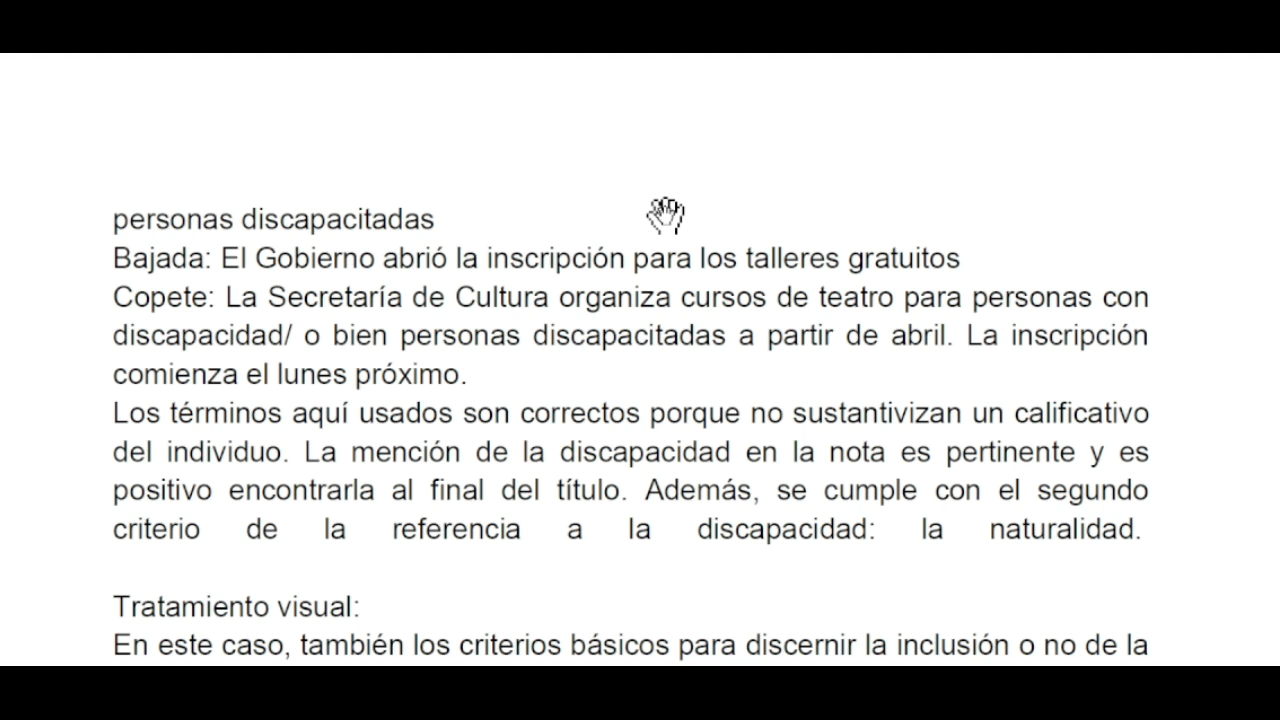 personas discapacitadas
Bajada: El Gobierno abrió la inscripción para los talleres gratuitos
Copete: La Secretaría de Cultura organiza cursos de teatro para personas con
discapacidad/ o bien personas discapacitadas a partir de abril. La inscripción
comienza el lunes próximo.
Los términos aquí usados son correctos porque no sustantivizan un calificativo
del individuo. La mención de la discapacidad en la nota es pertinente y es
positivo encontrarla al final del título. Además, se cumple con el segundo
criterio de la referencia a la discapacidad: la naturalidad.
Tratamiento visual:
En este caso, también los criterios básicos para discernir la inclusión o no de la